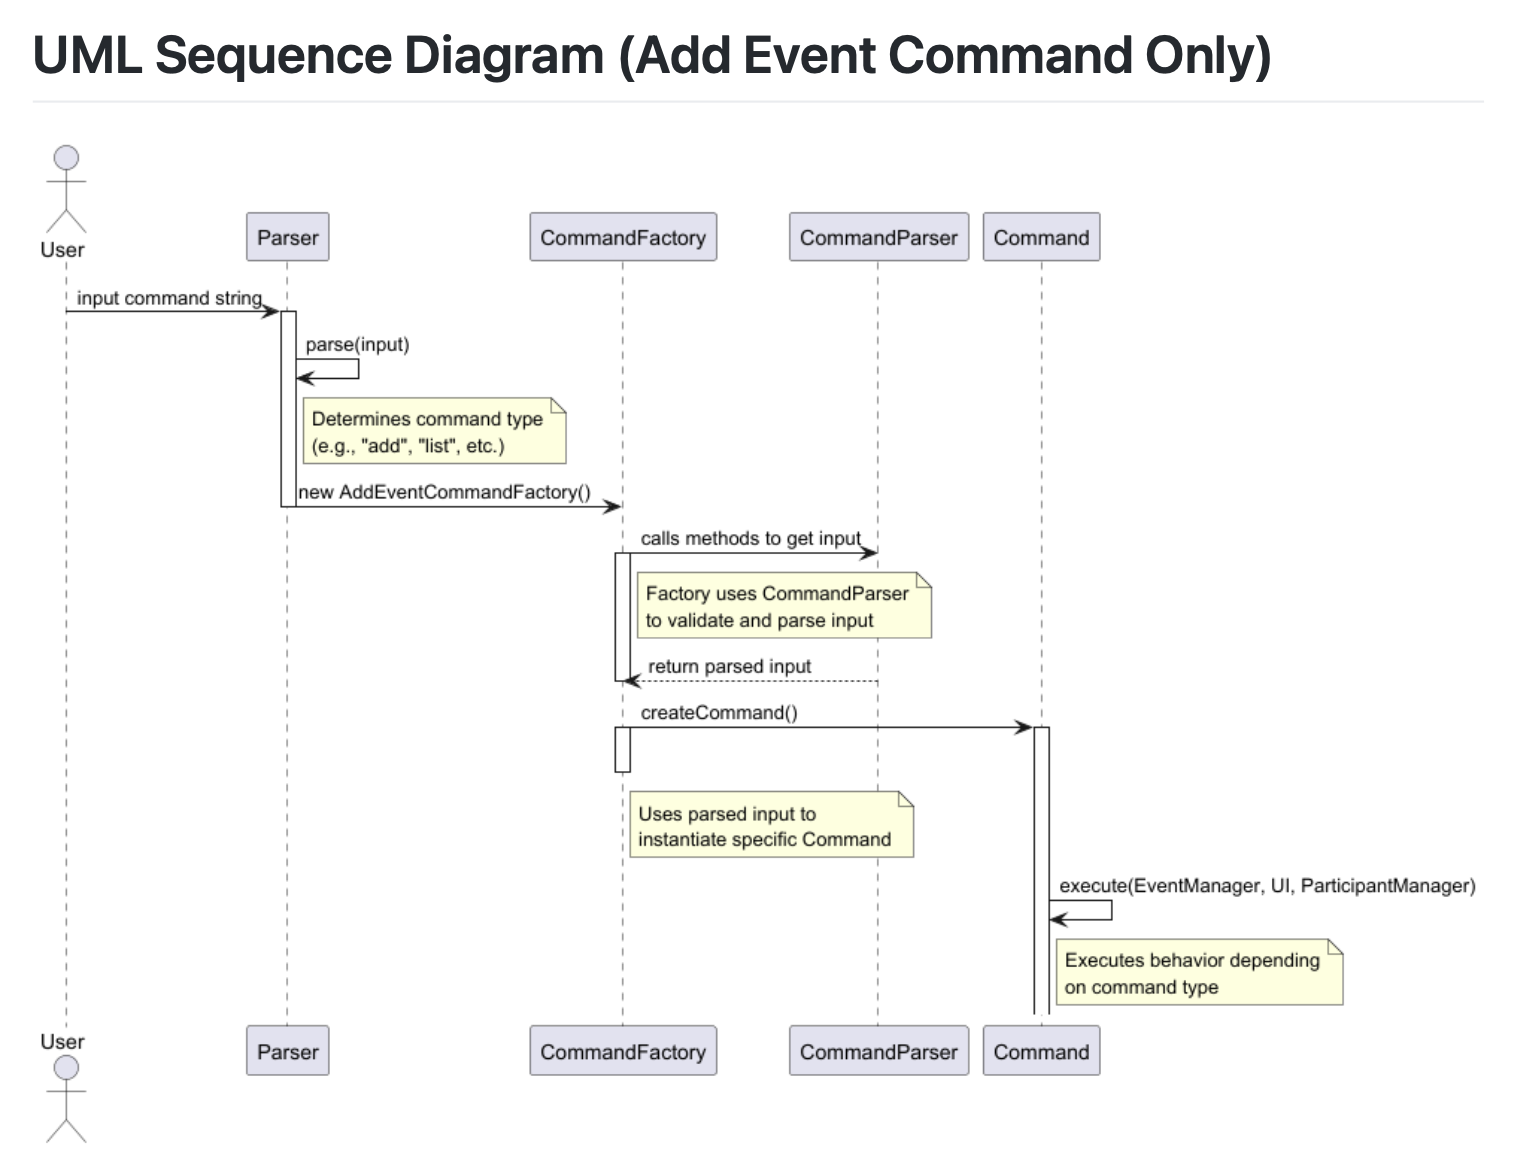 UML Sequence Diagram (Add Event Command Only)
User
Parser
CommandFactory
CommandParser
Command
input command string
parse(input)
Determines command type
(e.g., "add", "list", etc.)
new AddEventCommandFactory()
calls methods to get input
Factory uses CommandParser
to validate and parse input
return parsed input
createCommand()
Uses parsed input to
instantiate specific Command
execute(EventManager, UI, ParticipantManager)
Executes behavior depending
on command type
User
Parser
CommandFactory
CommandParser
Command